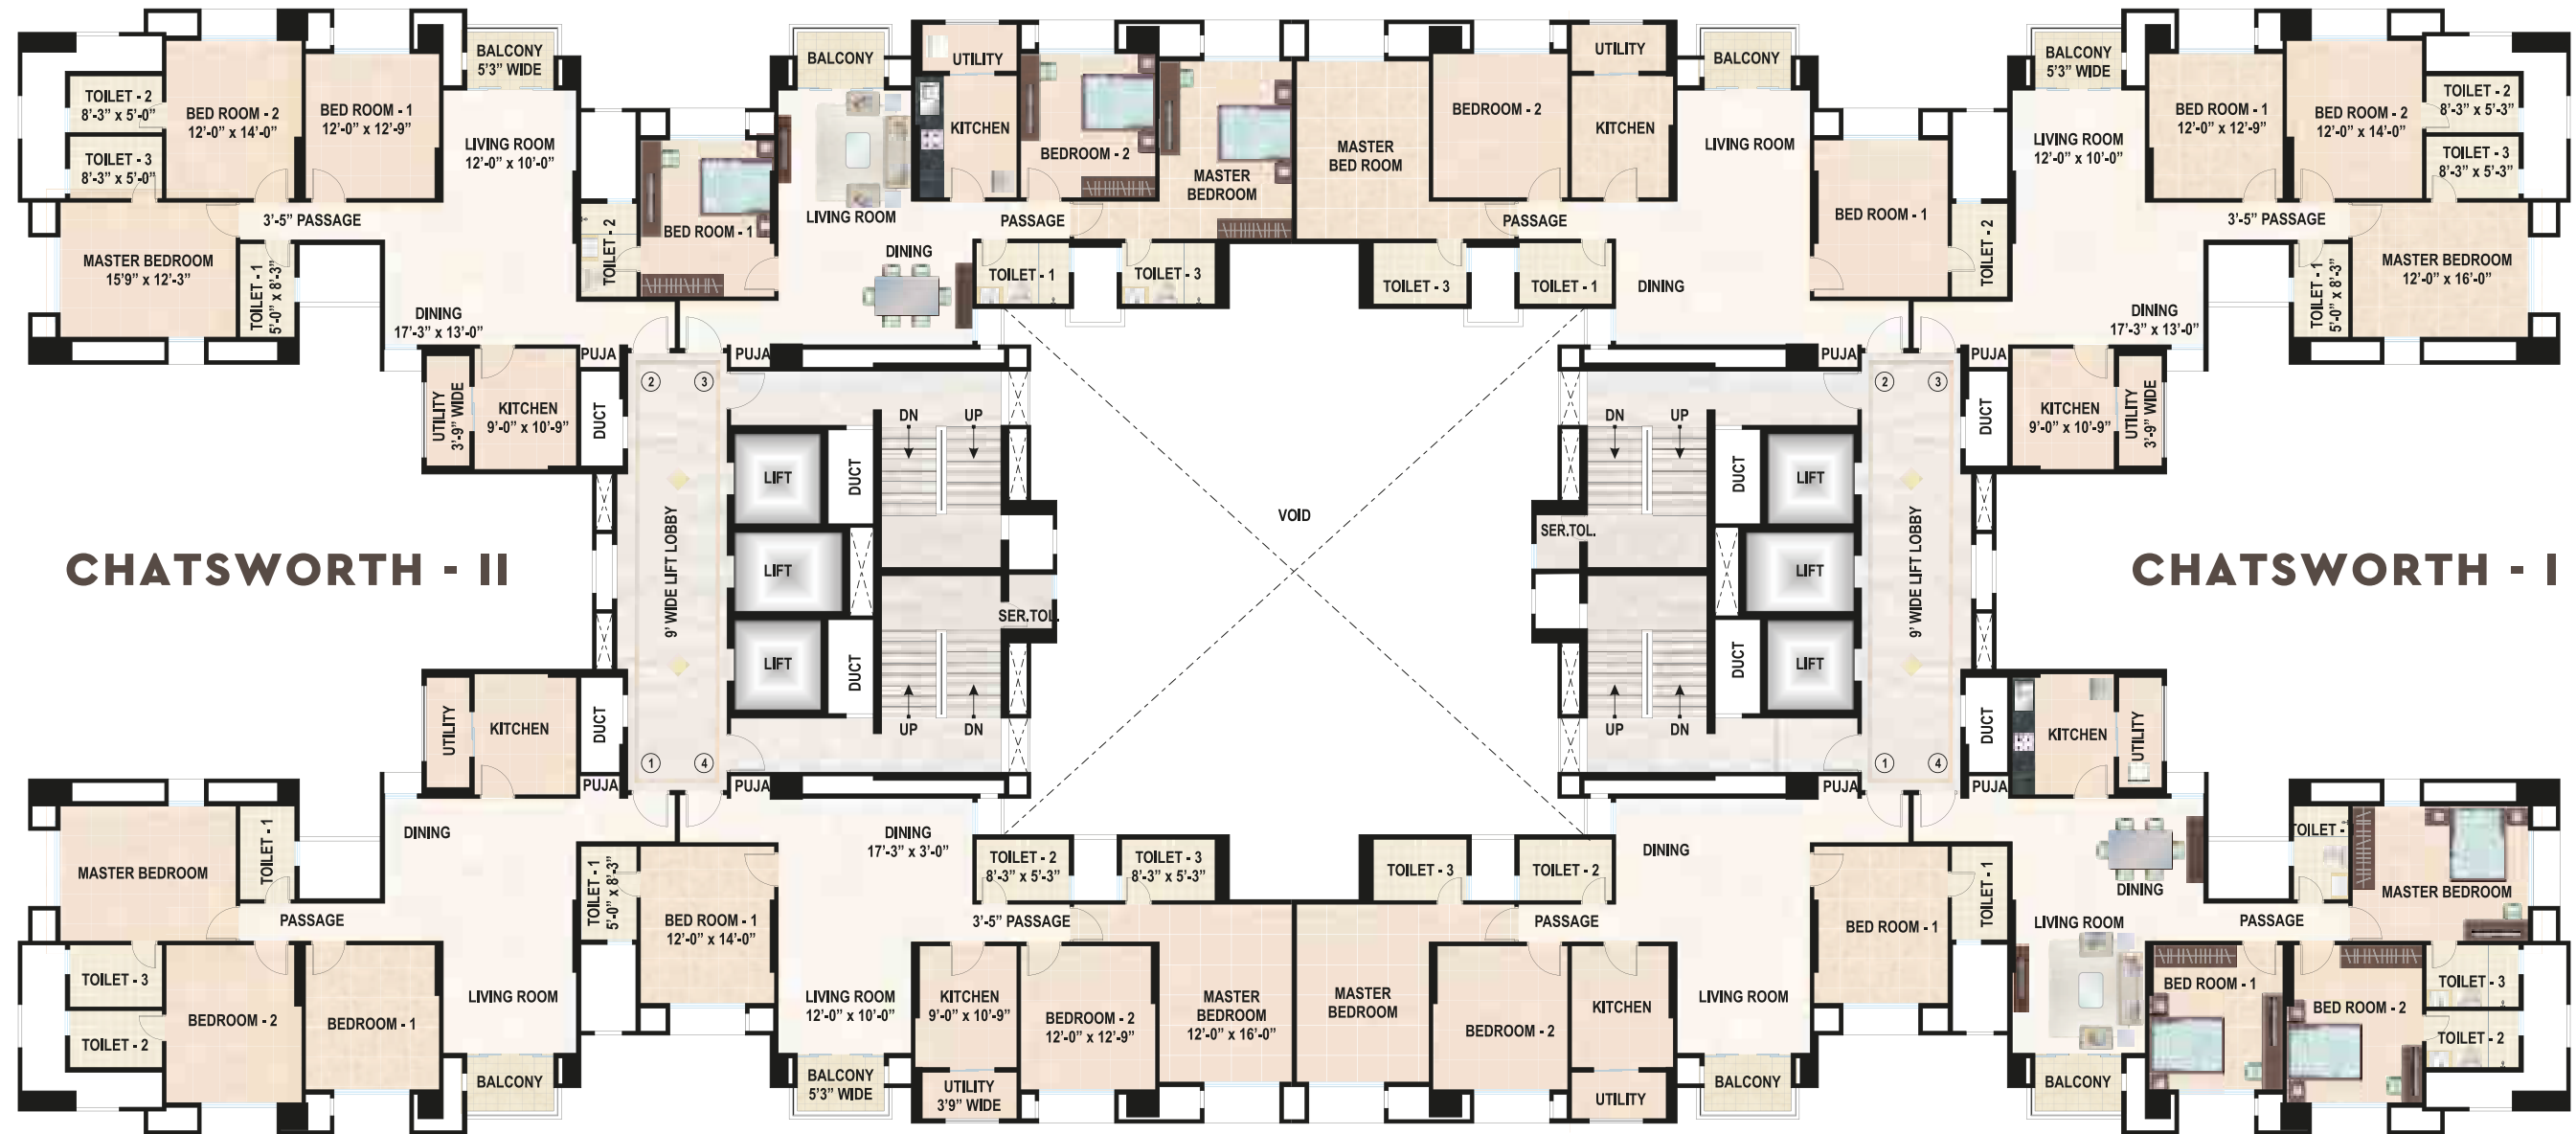 BALCONY
5'3" WIDE
TOILET - 2
8'-3" x 5'-0"
BED ROOM - 2
12'-0" x 14'-0"
BED ROOM - 1
12'-0" x 12'-9"
LIVING ROOM
12'-0" x 10'-0"
TOILET - 3
8'-3" x 5'-0"
3'-5" PASSAGE
MASTER BEDROOM
15'9" x 12'-3"
TOILET - 1
5'-0" x 8'-3"
DINING
17'-3" x 13'-0"
PUJA
UTILITY
3'-9" WIDE
KITCHEN
9'-0" x 10'-9"
DUCT
TOILET - 2
BED ROOM - 1
BALCONY
LIVING ROOM
DINING
UTILITY
KITCHEN
BEDROOM - 2
MASTER
BEDROOM
PASSAGE
TOILET - 1
TOILET - 3
PUJA
MASTER
BED ROOM
BEDROOM - 2
UTILITY
KITCHEN
PASSAGE
TOILET - 3
TOILET - 1
BALCONY
LIVING ROOM
DINING
BED ROOM - 1
TOILET - 2
PUJA
BALCONY
5'3" WIDE
LIVING ROOM
12'-0" x 10'-0"
BED ROOM - 1
12'-0" x 12'-9"
BED ROOM - 2
12'-0" x 14'-0"
TOILET - 2
8'-3" x 5'-3"
TOILET - 3
8'-3" x 5'-3"
3'-5" PASSAGE
MASTER BEDROOM
12'-0" x 16'-0"
TOILET - 1
5'-0" x 8'-3"
DINING
17'-3" x 13'-0"
PUJA
DUCT
KITCHEN
9'-0" x 10'-9"
UTILITY
3'-9" WIDE
2
3
DN
UP
LIFT
DUCT
9' WIDE LIFT LOBBY
LIFT
SER.TOL.
LIFT
DUCT
UP
DN
1
4
VOID
2
3
DN
UP
DUCT
LIFT
SER.TOL.
LIFT
9' WIDE LIFT LOBBY
DUCT
LIFT
UP
DN
1
4
CHATSWORTH - II
CHATSWORTH - I
UTILITY
KITCHEN
DUCT
PUJA
DINING
MASTER BEDROOM
TOILET - 1
PASSAGE
TOILET - 3
TOILET - 2
BEDROOM - 2
BEDROOM - 1
LIVING ROOM
BALCONY
PUJA
TOILET - 1
5'-0" x 8'-3"
BED ROOM - 1
12'-0" x 14'-0"
DINING
17'-3" x 3'-0"
TOILET - 2
8'-3" x 5'-3"
TOILET - 3
8'-3" x 5'-3"
3'-5" PASSAGE
LIVING ROOM
12'-0" x 10'-0"
KITCHEN
9'-0" x 10'-9"
BEDROOM - 2
12'-0" x 12'-9"
MASTER
BEDROOM
12'-0" x 16'-0"
BALCONY
5'3" WIDE
UTILITY
3'9" WIDE
TOILET - 3
TOILET - 2
DINING
PUJA
PASSAGE
MASTER
BEDROOM
BEDROOM - 2
KITCHEN
UTILITY
LIVING ROOM
BALCONY
BED ROOM - 1
TOILET - 1
DUCT
KITCHEN
UTILITY
PUJA
DINING
TOILET -
MASTER BEDROOM
LIVING ROOM
PASSAGE
BED ROOM - 1
BED ROOM - 2
TOILET - 3
TOILET - 2
BALCONY